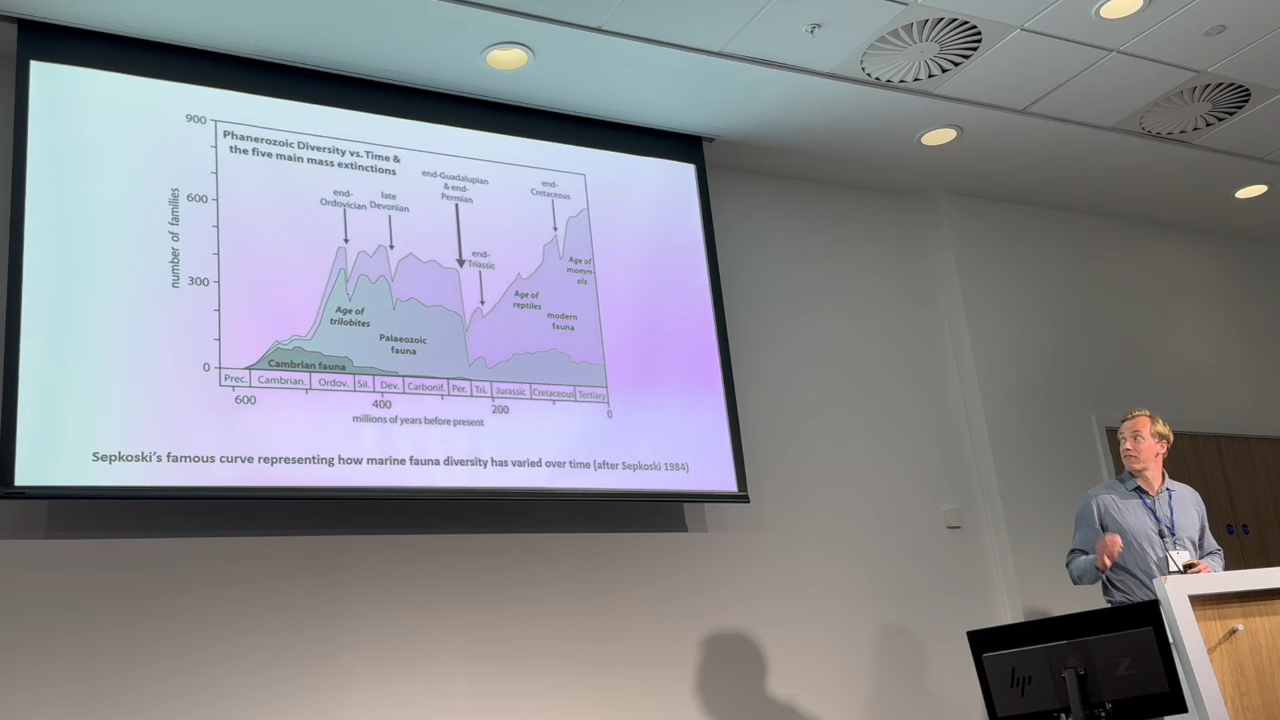 900
Phanerozoic Diversity vs. Time &
the five main mass extinctions
end-
Ordovician
late
Devonian
end-Guadalupian
& end-
Permian
end-
Cretaceous
600
number of families
end-
Triassic
Age of
mamm-
als
300
Age of
trilobites
Age of
reptiles
modern
fauna
Palaeozoic
fauna
Cambrian fauna
0
Prec. Cambrian. Ordov. Sil. Dev. Carbonif. Per. Tri. Jurassic Cretaceous Tertiary
600 400 200 0
millions of years before present
Sepkoski's famous curve representing how marine fauna diversity has varied over time (after Sepkoski 1984)
hp Z